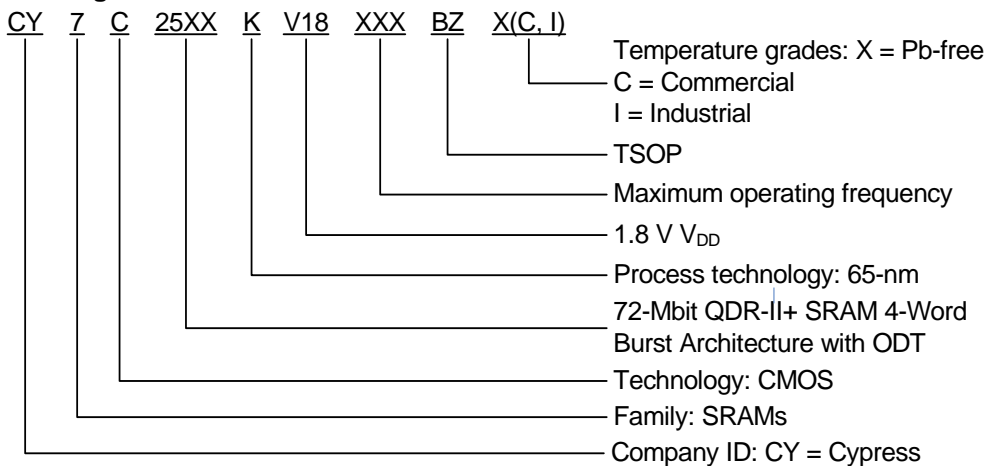 CY 7 C 25XX K V18 XXX BZ X(C, I)
Temperature grades: X = Pb-free
C = Commercial
I = Industrial
TSOP
Maximum operating frequency
1.8 V VDD
Process technology: 65-nm
72-Mbit QDR-II+ SRAM 4-Word
Burst Architecture with ODT
Technology: CMOS
Family: SRAMs
Company ID: CY = Cypress